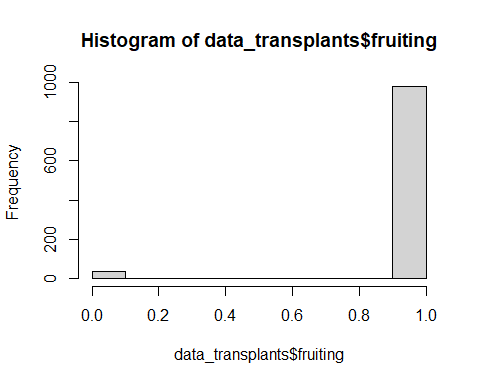 Histogram of data_transplants$fruiting
Frequency
1000
600
200
0
0.0 0.2 0.4 0.6 0.8 1.0
data_transplants$fruiting